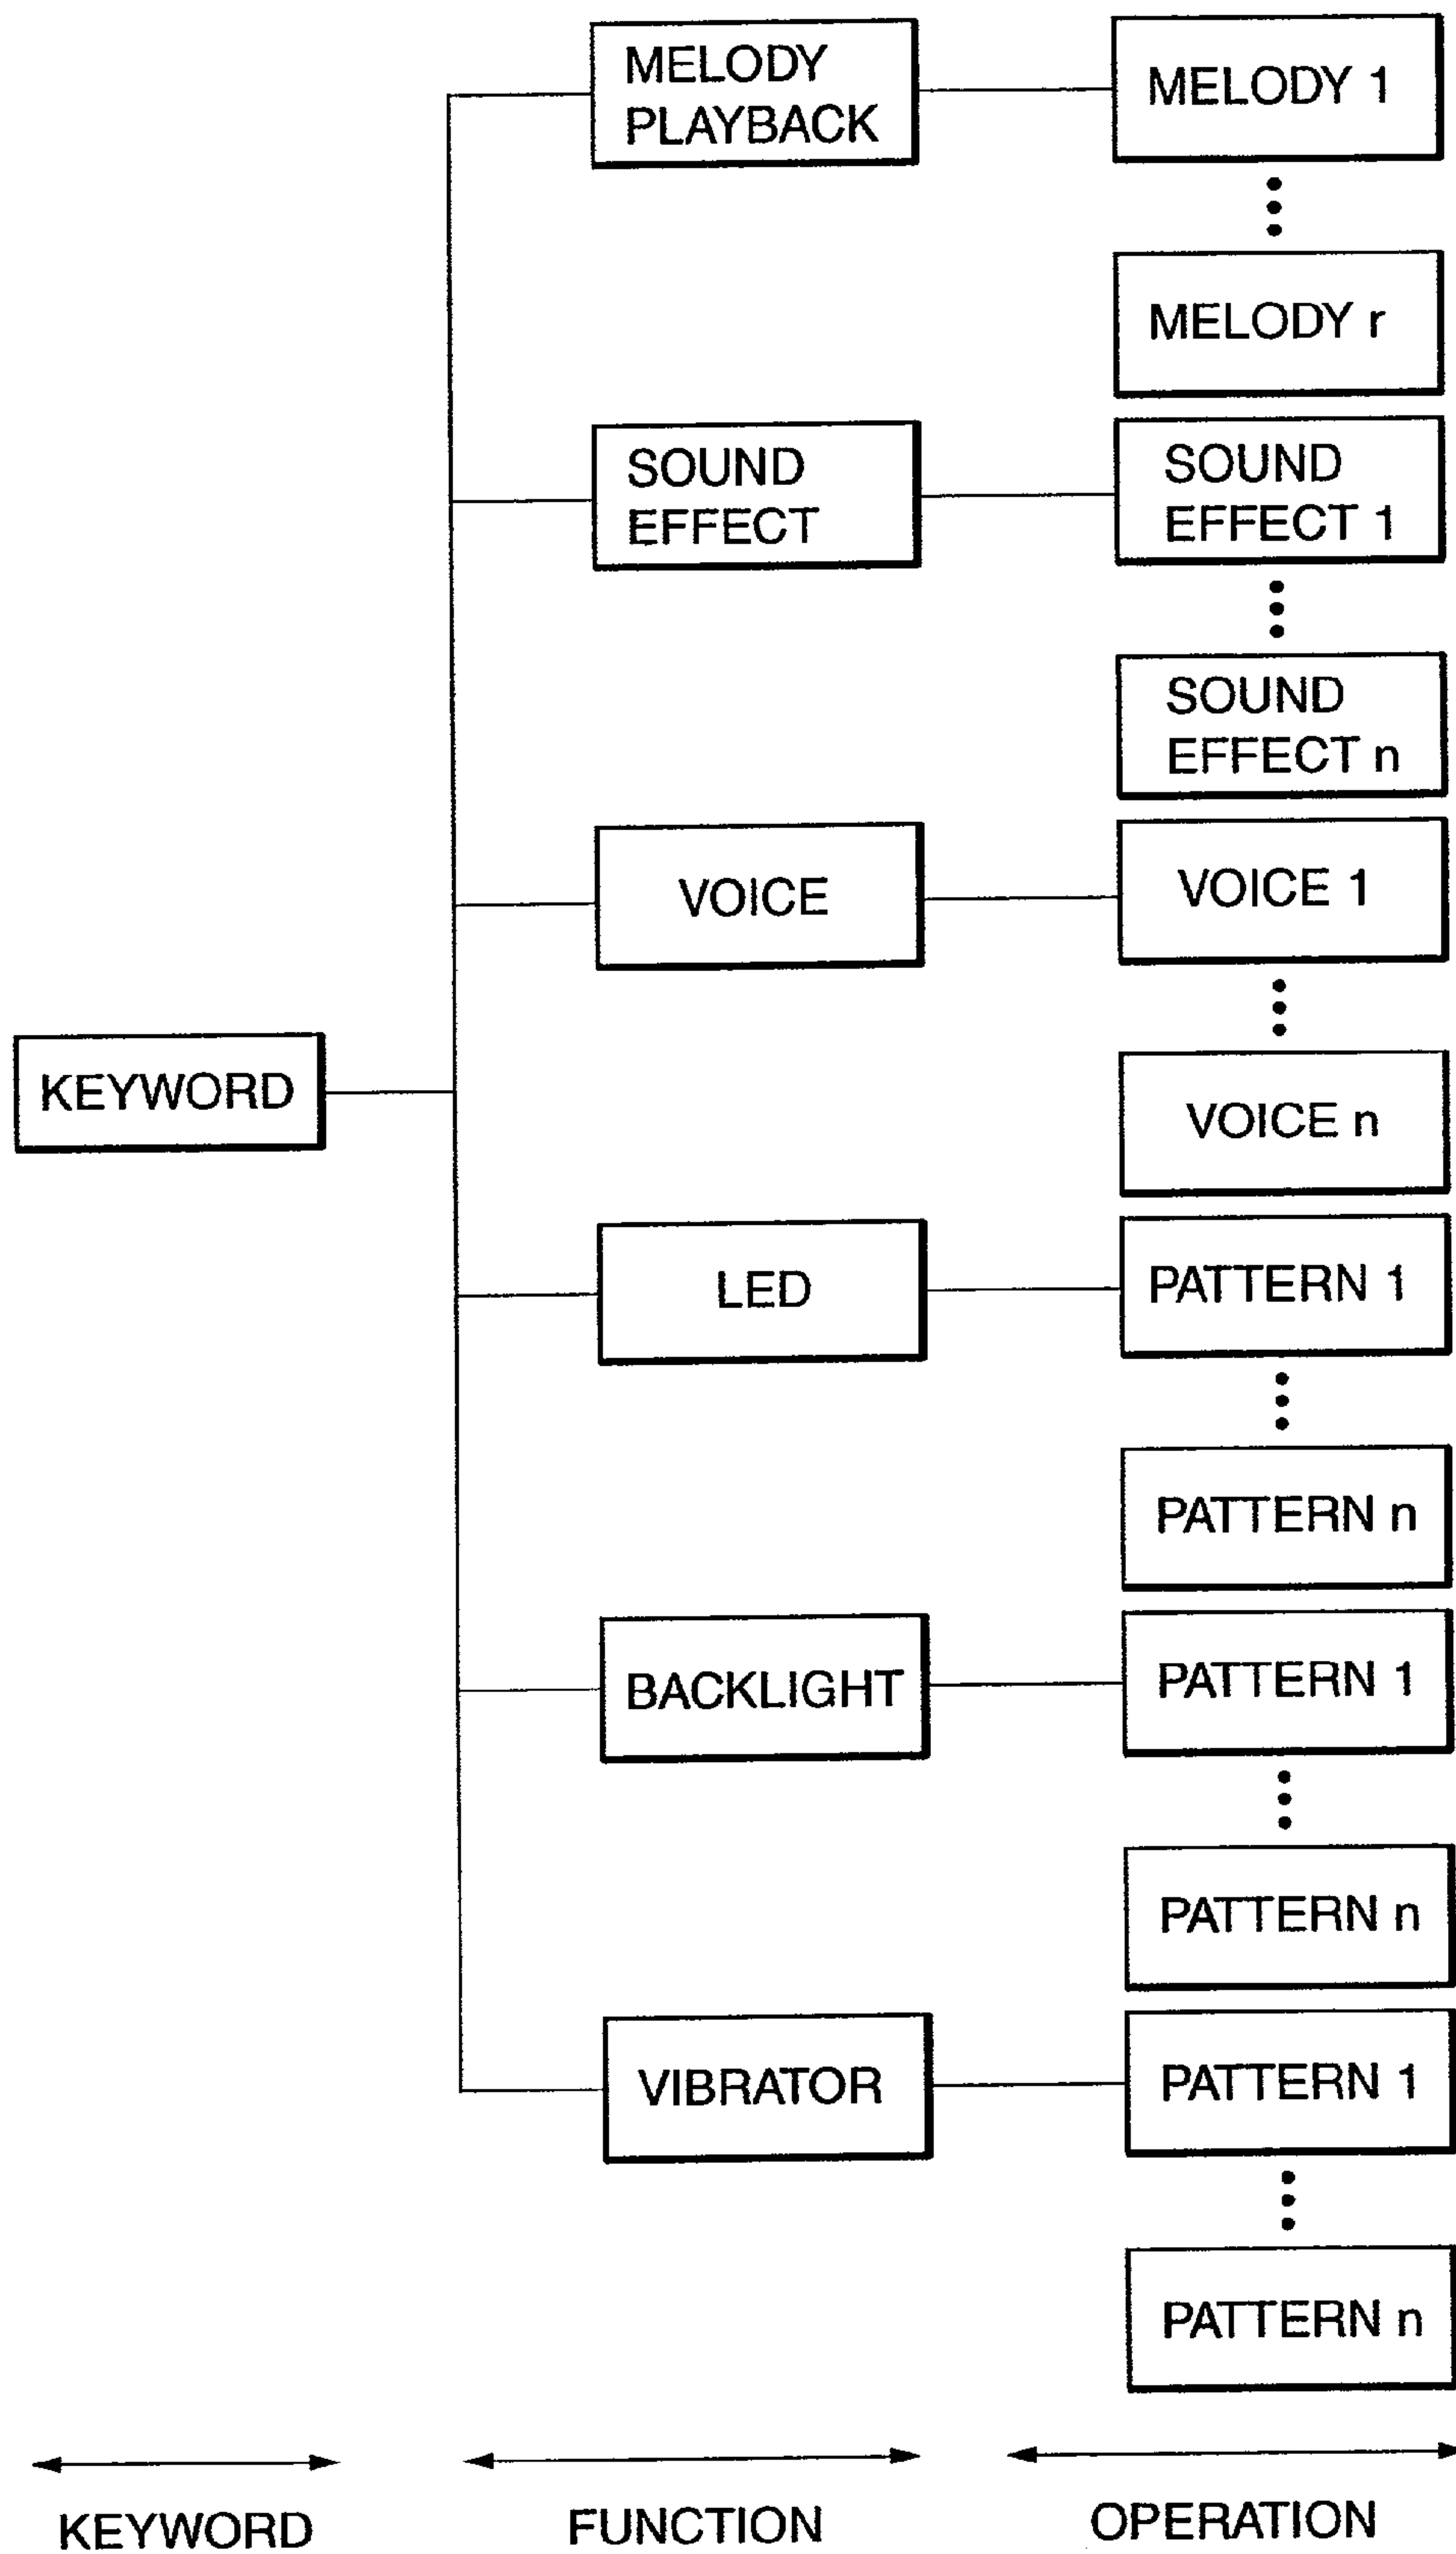 MELODY
PLAYBACK
MELODY 1
MELODY r
SOUND
EFFECT
SOUND
EFFECT 1
SOUND
EFFECT n
VOICE
VOICE 1
VOICE n
KEYWORD
LED
PATTERN 1
PATTERN n
BACKLIGHT
PATTERN 1
PATTERN n
VIBRATOR
PATTERN 1
PATTERN n
KEYWORD
FUNCTION
OPERATION